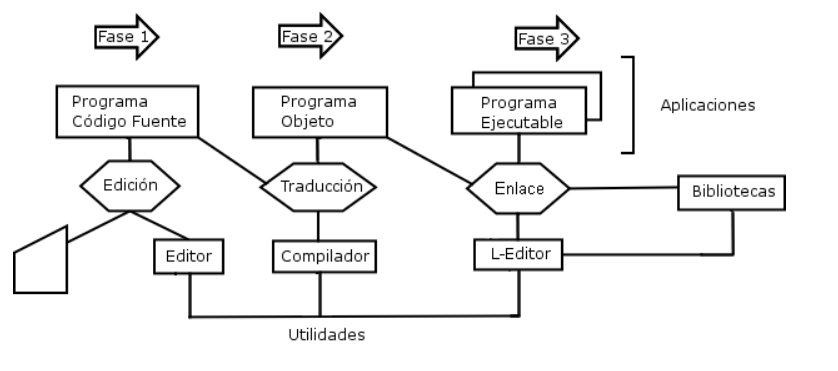 Fase 1
Fase 2
Fase 3
Programa
Código Fuente
Programa
Objeto
Programa
Ejecutable
Aplicaciones
Edición
Traducción
Enlace
Bibliotecas
Editor
Compilador
L-Editor
Utilidades